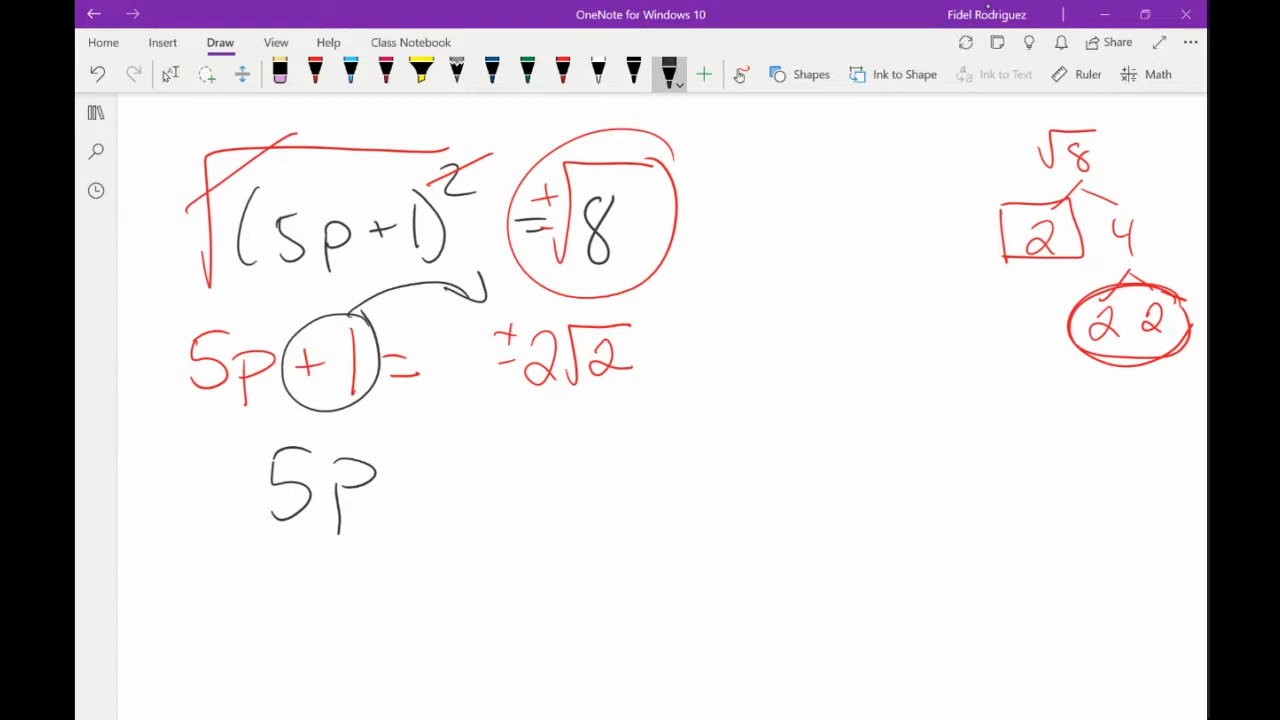 OneNote for Windows 10
Fidel Rodriguez
Home Insert Draw View Help Class Notebook
Share
Shapes Ink to Shape Ink to Text Ruler Math
√(5p+1)² = ±√8
5p + 1 = ±2√2
5p
√8
2 4
2 2